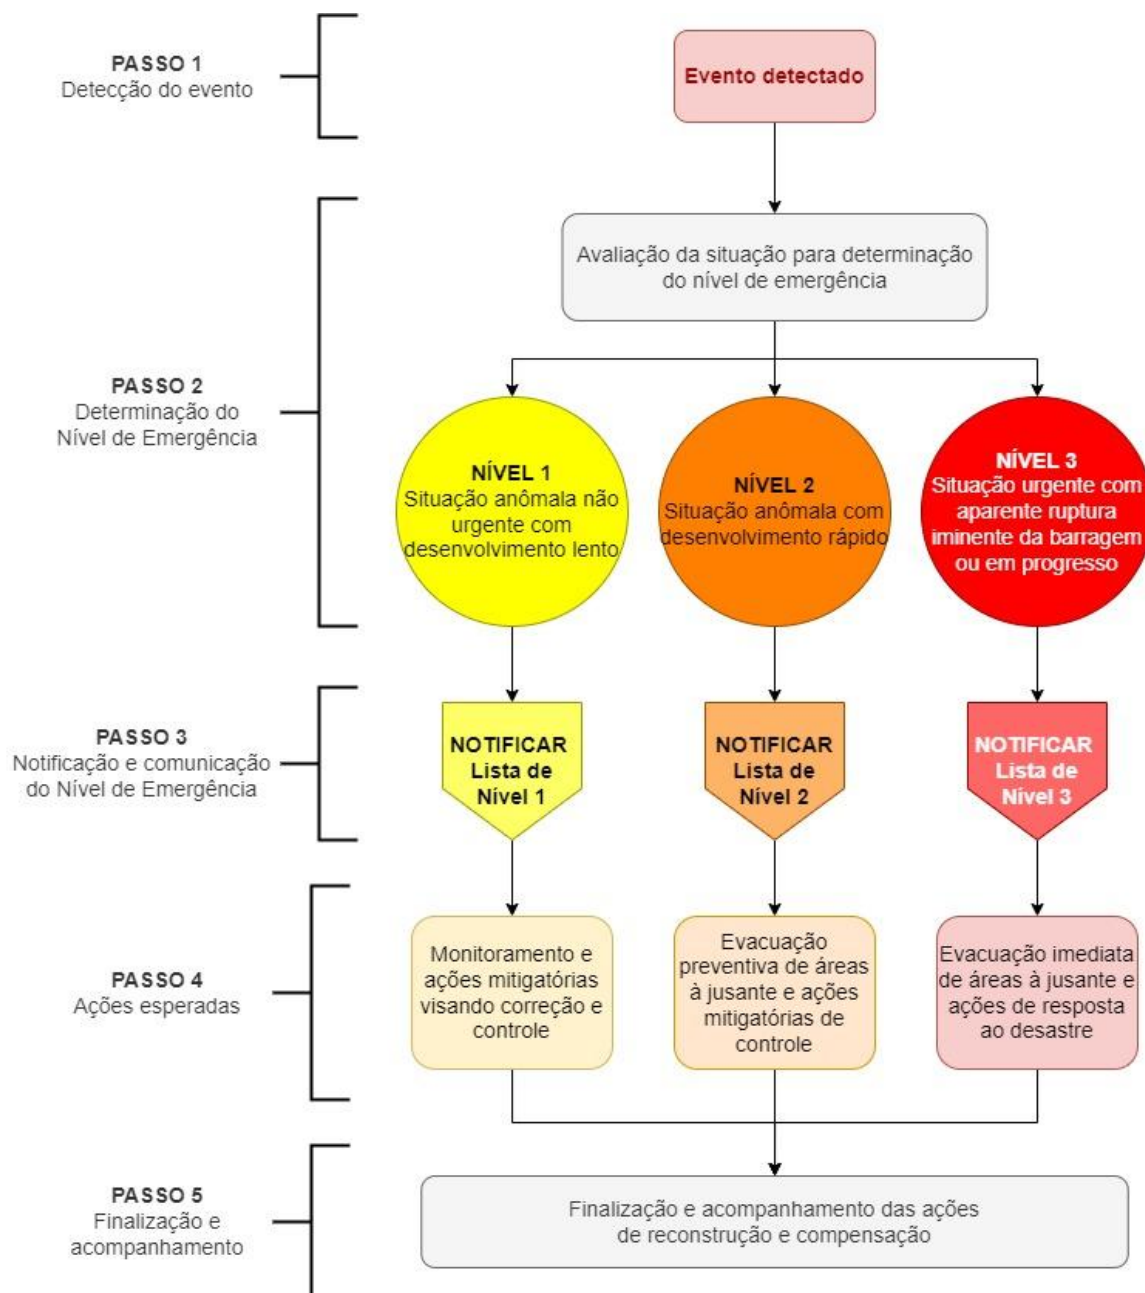 PASSO 1
Detecção do evento
Evento detectado
Avaliação da situação para determinação
do nível de emergência
PASSO 2
Determinação do
Nível de Emergência
NÍVEL 1
Situação anômala não
urgente com
desenvolvimento lento
NÍVEL 2
Situação anômala com
desenvolvimento rápido
NÍVEL 3
Situação urgente com
aparente ruptura
iminente da barragem
ou em progresso
PASSO 3
Notificação e comunicação
do Nível de Emergência
NOTIFICAR
Lista de
Nível 1
NOTIFICAR
Lista de
Nível 2
NOTIFICAR
Lista de
Nível 3
PASSO 4
Ações esperadas
Monitoramento e
ações mitigatórias
visando correção e
controle
Evacuação
preventiva de áreas
à jusante e ações
mitigatórias de
controle
Evacuação imediata
de áreas à jusante e
ações de resposta
ao desastre
PASSO 5
Finalização e
acompanhamento
Finalização e acompanhamento das ações
de reconstrução e compensação